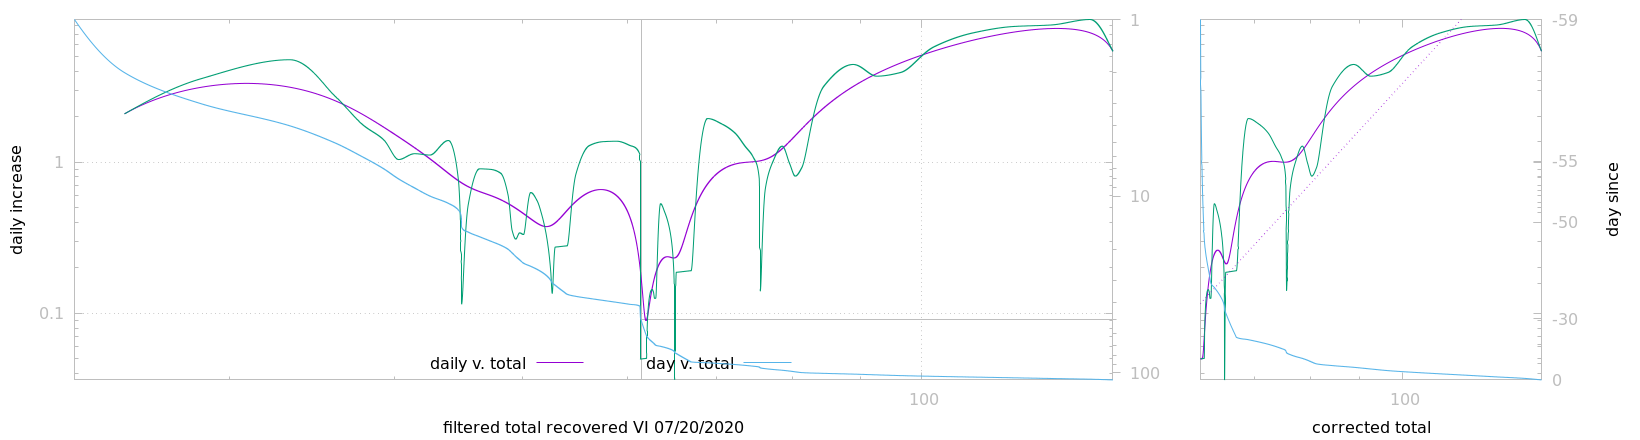 1
-59
daily increase
1
-55
day since
10
-50
0.1
-30
daily v. total
day v. total
100
0
100
100
filtered total recovered VI 07/20/2020
corrected total